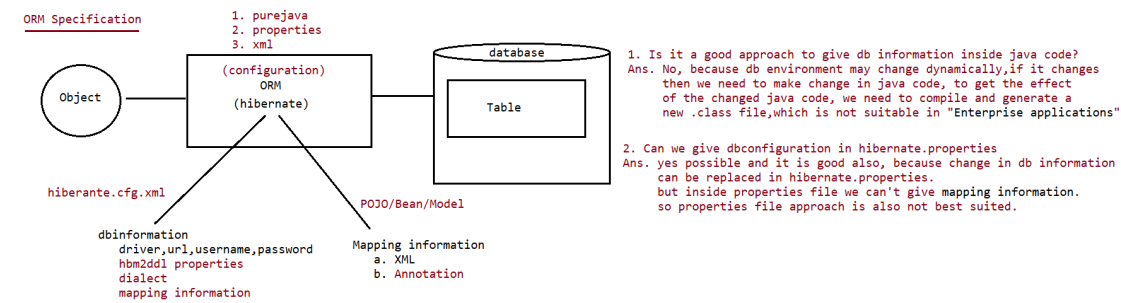 ORM Specification
1. purejava
2. properties
3. xml
(configuration)
ORM
(hibernate)
Object
database
Table
hiberante.cfg.xml
dbinformation
driver,url,username,password
hbm2ddl properties
dialect
mapping information
POJO/Bean/Model
Mapping information
a. XML
b. Annotation
1. Is it a good approach to give db information inside java code?
Ans. No, because db environment may change dynamically,if it changes
then we need to make change in java code, to get the effect
of the changed java code, we need to compile and generate a
new .class file,which is not suitable in "Enterprise applications"
2. Can we give dbconfiguration in hibernate.properties
Ans. yes possible and it is good also, because change in db information
can be replaced in hibernate.properties.
but inside properties file we can't give mapping information.
so properties file approach is also not best suited.